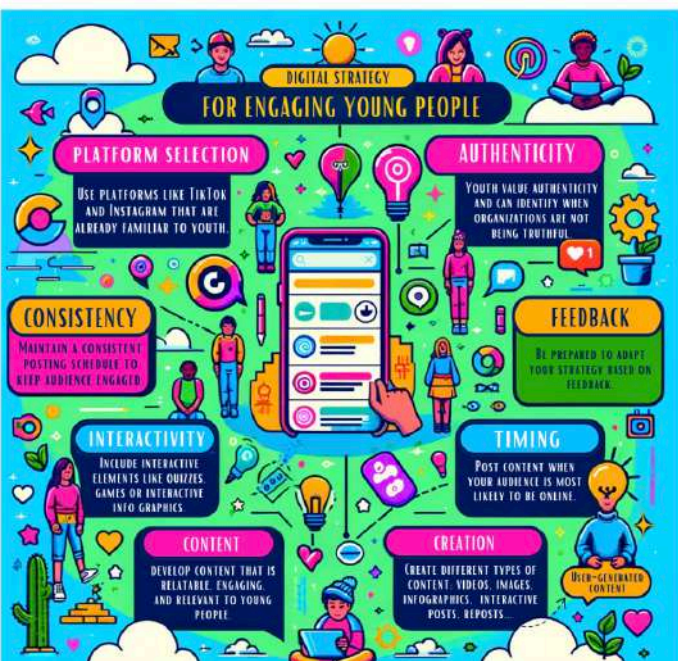 DIGITAL STRATEGY
FOR ENGAGING YOUNG PEOPLE
PLATFORM SELECTION
USE PLATFORMS LIKE TIKTOK
AND INSTAGRAM THAT ARE
ALREADY FAMILIAR TO YOUTH.
AUTHENTICITY
YOUTH VALUE AUTHENTICITY
AND CAN IDENTIFY WHEN
ORGANIZATIONS ARE NOT
BEING TRUTHFUL.
1
CONSISTENCY
MAINTAIN A CONSISTENT
POSTING SCHEDULE TO
KEEP AUDIENCE ENGAGED.
FEEDBACK
BE PREPARED TO ADAPT
YOUR STRATEGY BASED ON
FEEDBACK.
INTERACTIVITY
INCLUDE INTERACTIVE
ELEMENTS LIKE QUIZZES,
GAMES OR INTERACTIVE
INFO GRAPHICS.
TIMING
POST CONTENT WHEN
YOUR AUDIENCE IS MOST
LIKELY TO BE ONLINE.
CONTENT
DEVELOP CONTENT THAT IS
RELATABLE, ENGAGING,
AND RELEVANT TO YOUNG
PEOPLE.
CREATION
CREATE DIFFERENT TYPES OF
CONTENT: VIDEOS, IMAGES,
INFOGRAPHICS, INTERACTIVE
POSTS, REPOSTS...
USER-GENERATED
CONTENT